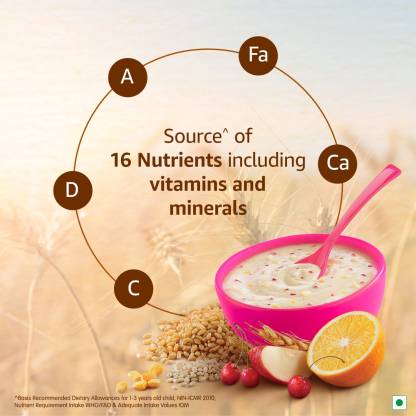 Fa
A
Source^ of
16 Nutrients including
vitamins and
minerals
Ca
D
C
^Basis Recommended Dietary Allowances for 1-3 years old child, NIN-ICMR 2010,
Nutrient Requirement Intake WHO/FAO & Adequate Intake Values IOM